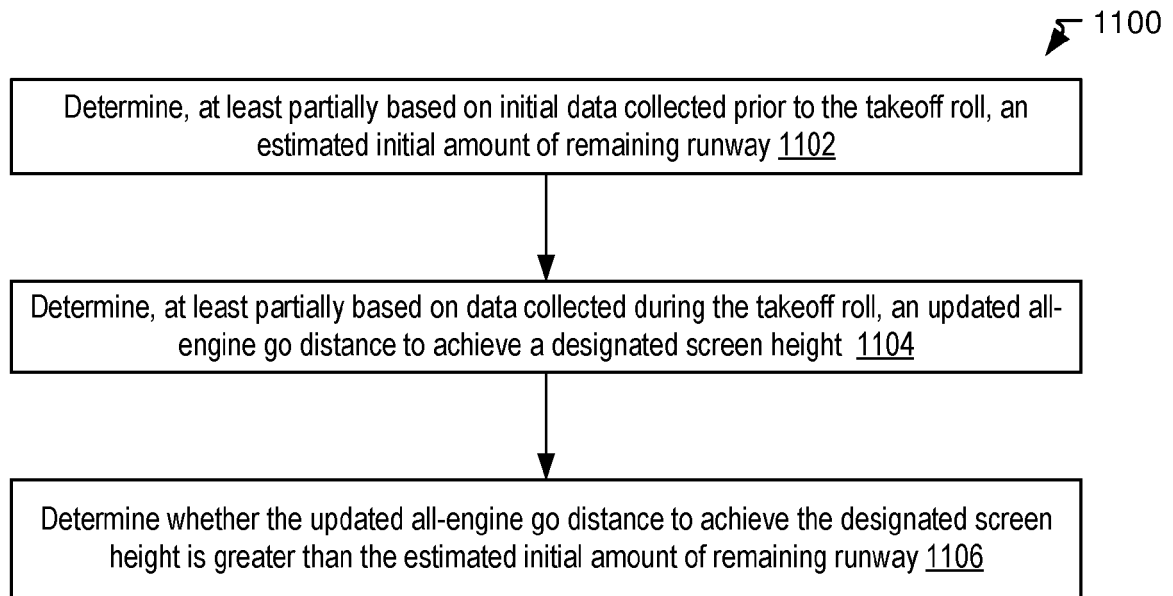 1100
Determine, at least partially based on initial data collected prior to the takeoff roll, an
estimated initial amount of remaining runway 1102
Determine, at least partially based on data collected during the takeoff roll, an updated all-
engine go distance to achieve a designated screen height 1104
Determine whether the updated all-engine go distance to achieve the designated screen
height is greater than the estimated initial amount of remaining runway 1106